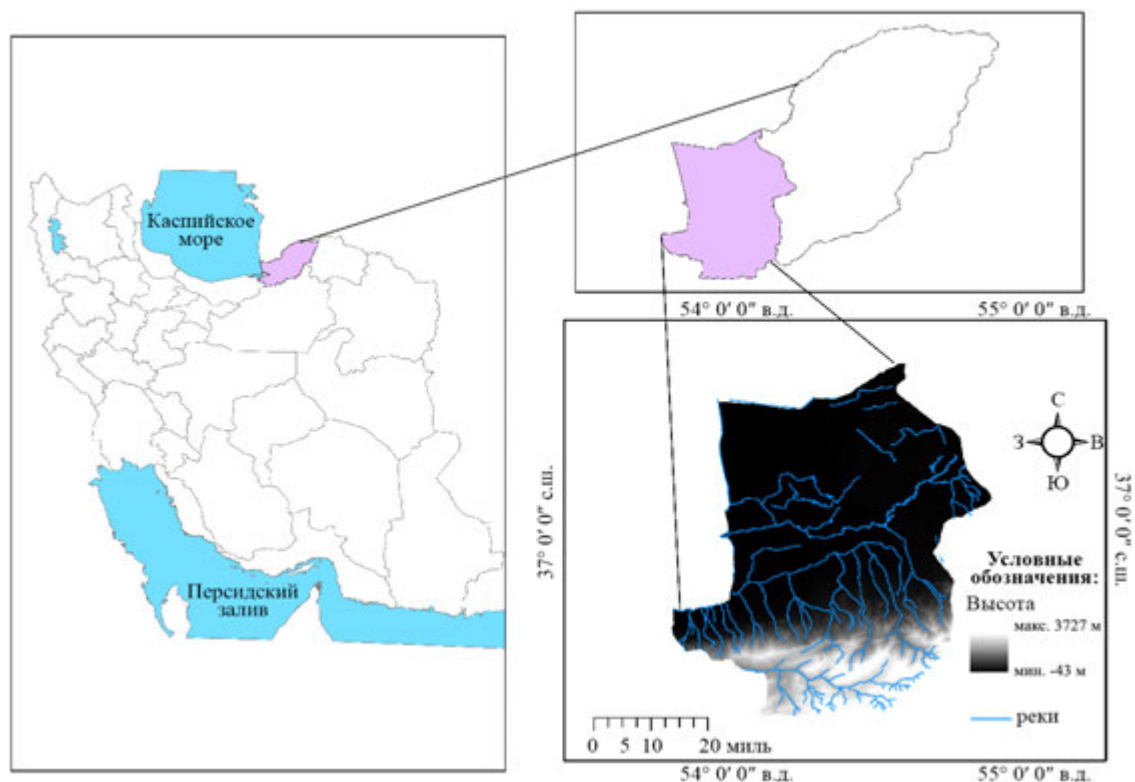 Каспийское
море
Персидский
залив
54° 0′ 0″ в.д.
55° 0′ 0″ в.д.
37° 0′ 0″ с.ш.
37° 0′ 0″ с.ш.
С
З
В
Ю
Условные
обозначения:
Высота
макс. 3727 м
мин. -43 м
реки
0 5 10 20 миль
54° 0′ 0″ в.д.
55° 0′ 0″ в.д.